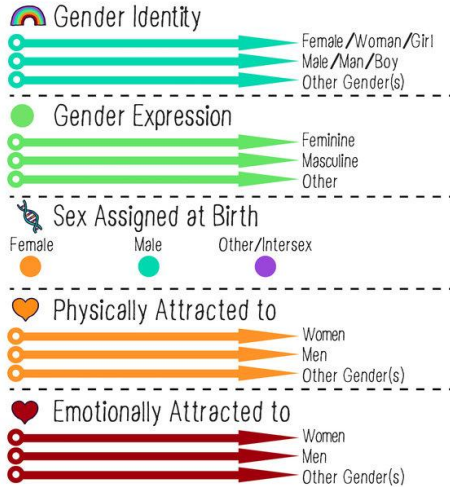 Gender Identity
Female/Woman/Girl
Male/Man/Boy
Other Gender(s)
Gender Expression
Feminine
Masculine
Other
Sex Assigned at Birth
Female Male Other/Intersex
Physically Attracted to
Women
Men
Other Gender(s)
Emotionally Attracted to
Women
Men
Other Gender(s)